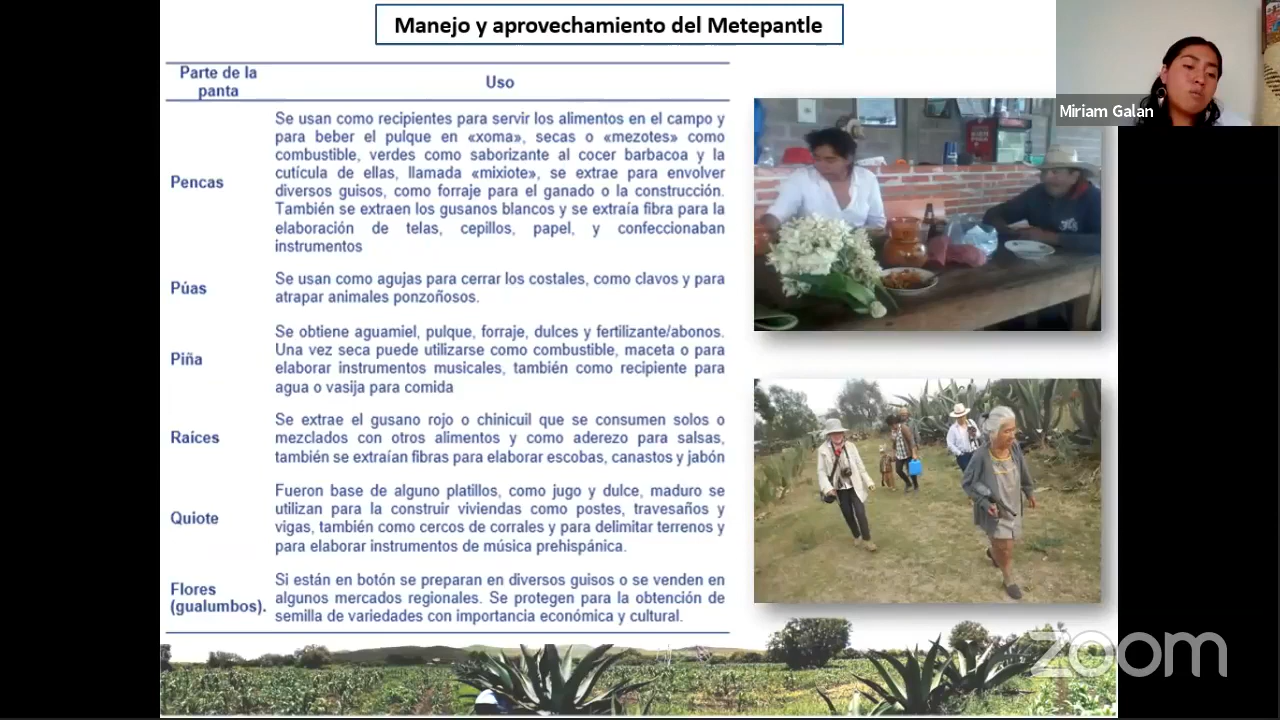 Manejo y aprovechamiento del Metepantle
Parte de la
panta
Uso
Pencas
Se usan como recipientes para servir los alimentos en el campo y
para beber el pulque en «xoma», secas o «mezotes» como
combustible, verdes como saborizante al cocer barbacoa y la
cutícula de ellas, llamada «mixiote», se extrae para envolver
diversos guisos, como forraje para el ganado o la construcción.
También se extraen los gusanos blancos y se extraía fibra para la
elaboración de telas, cepillos, papel, y confeccionaban
instrumentos
Púas
Se usan como agujas para cerrar los costales, como clavos y para
atrapar animales ponzoñosos.
Piña
Se obtiene aguamiel, pulque, forraje, dulces y fertilizante/abonos.
Una vez seca puede utilizarse como combustible, maceta o para
elaborar instrumentos musicales, también como recipiente para
agua o vasija para comida
Raíces
Se extrae el gusano rojo o chinicuil que se consumen solos o
mezclados con otros alimentos y como aderezo para salsas,
también se extraían fibras para elaborar escobas, canastos y jabón
Quiote
Fueron base de alguno platillos, como jugo y dulce, maduro se
utilizan para la construir viviendas como postes, travesaños y
vigas, también como cercos de corrales y para delimitar terrenos y
para elaborar instrumentos de música prehispánica.
Flores
(gualumbos).
Si están en botón se preparan en diversos guisos o se venden en
algunos mercados regionales. Se protegen para la obtención de
semilla de variedades con importancia económica y cultural.
Miriam Galan
zoom